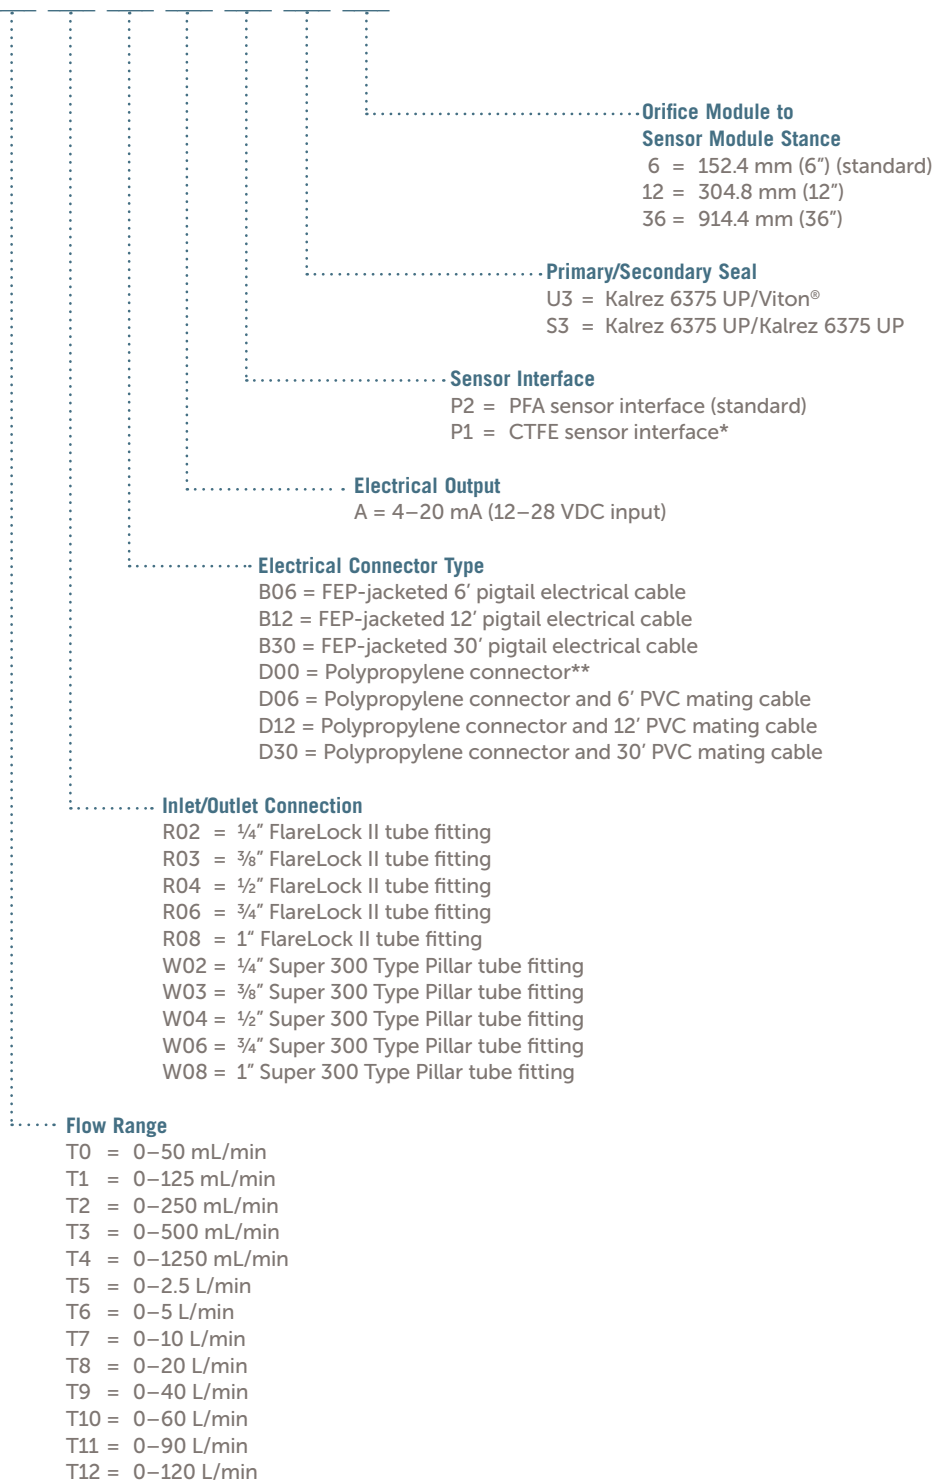 Orifice Module to
Sensor Module Stance
6 = 152.4 mm (6″) (standard)
12 = 304.8 mm (12″)
36 = 914.4 mm (36″)
Primary/Secondary Seal
U3 = Kalrez 6375 UP/Viton®
S3 = Kalrez 6375 UP/Kalrez 6375 UP
Sensor Interface
P2 = PFA sensor interface (standard)
P1 = CTFE sensor interface*
Electrical Output
A = 4–20 mA (12–28 VDC input)
Electrical Connector Type
B06 = FEP-jacketed 6′ pigtail electrical cable
B12 = FEP-jacketed 12′ pigtail electrical cable
B30 = FEP-jacketed 30′ pigtail electrical cable
D00 = Polypropylene connector**
D06 = Polypropylene connector and 6′ PVC mating cable
D12 = Polypropylene connector and 12′ PVC mating cable
D30 = Polypropylene connector and 30′ PVC mating cable
Inlet/Outlet Connection
R02 = ¼″ FlareLock II tube fitting
R03 = ⅜″ FlareLock II tube fitting
R04 = ½″ FlareLock II tube fitting
R06 = ¾″ FlareLock II tube fitting
R08 = 1″ FlareLock II tube fitting
W02 = ¼″ Super 300 Type Pillar tube fitting
W03 = ⅜″ Super 300 Type Pillar tube fitting
W04 = ½″ Super 300 Type Pillar tube fitting
W06 = ¾″ Super 300 Type Pillar tube fitting
W08 = 1″ Super 300 Type Pillar tube fitting
Flow Range
T0 = 0–50 mL/min
T1 = 0–125 mL/min
T2 = 0–250 mL/min
T3 = 0–500 mL/min
T4 = 0–1250 mL/min
T5 = 0–2.5 L/min
T6 = 0–5 L/min
T7 = 0–10 L/min
T8 = 0–20 L/min
T9 = 0–40 L/min
T10 = 0–60 L/min
T11 = 0–90 L/min
T12 = 0–120 L/min